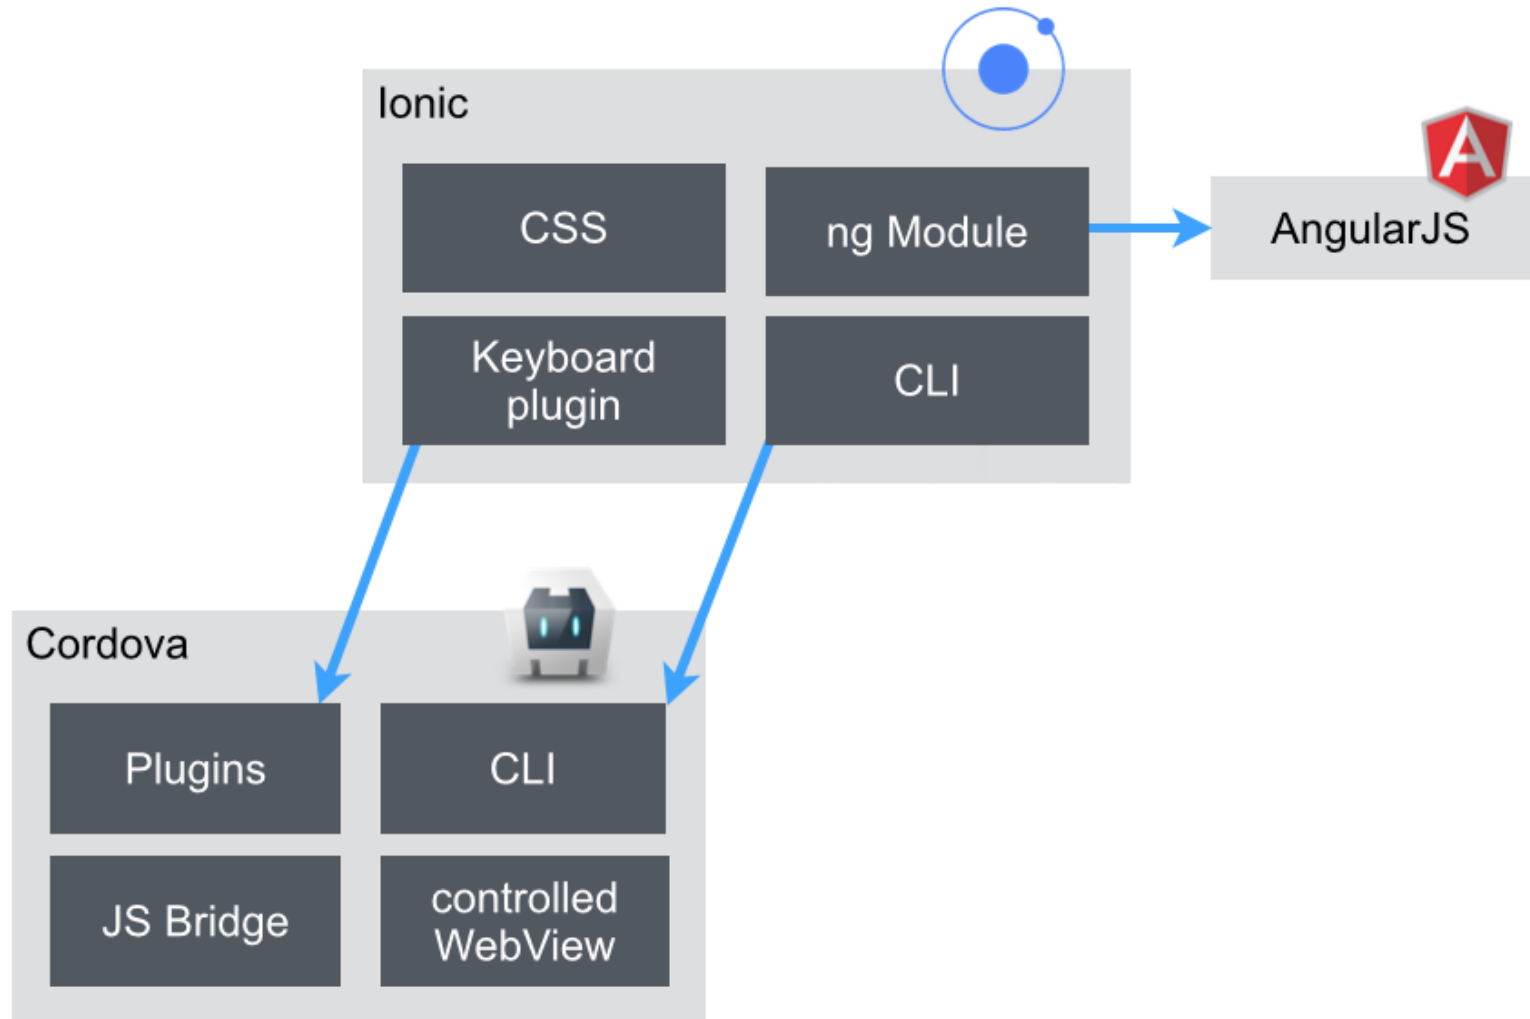 Ionic
CSS
ng Module
AngularJS
Keyboard
plugin
CLI
Cordova
Plugins
CLI
JS Bridge
controlled
WebView